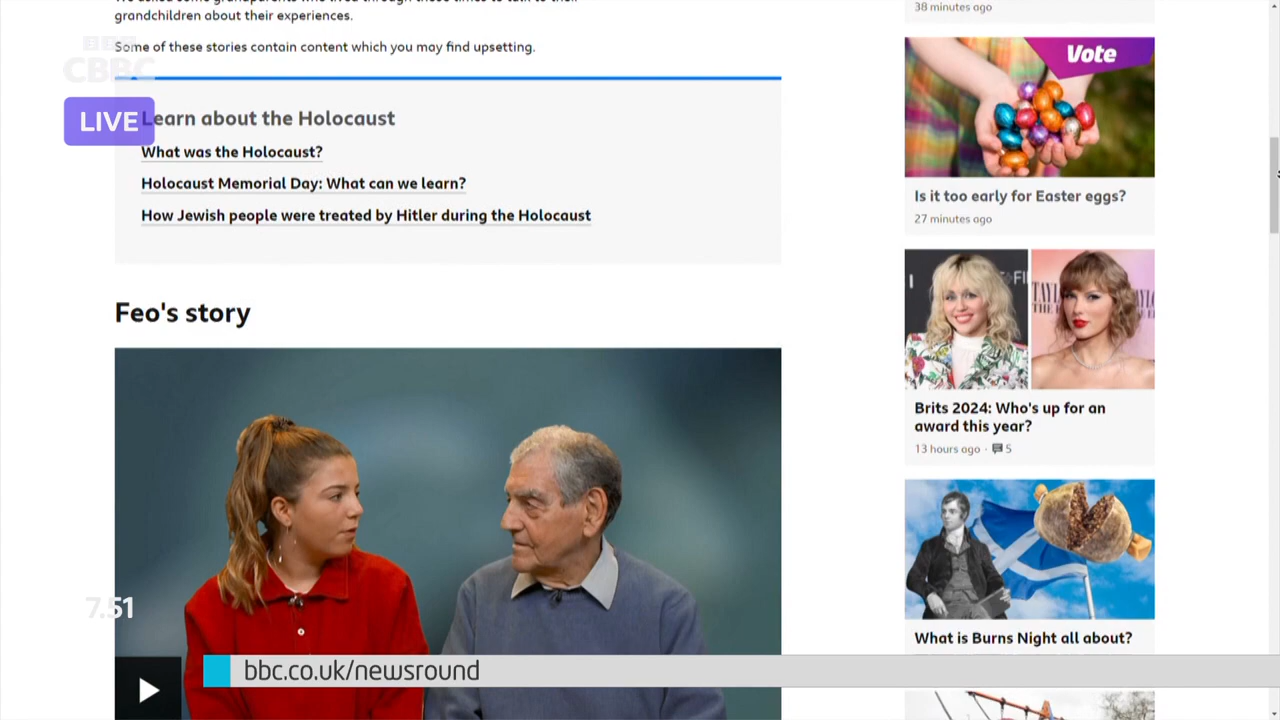 grandchildren about their experiences.
Some of these stories contain content which you may find upsetting.
BBC
CBBC
LIVE
Learn about the Holocaust
What was the Holocaust?
Holocaust Memorial Day: What can we learn?
How Jewish people were treated by Hitler during the Holocaust
Feo's story
7.51
bbc.co.uk/newsround
38 minutes ago
Vote
Is it too early for Easter eggs?
27 minutes ago
Brits 2024: Who's up for an
award this year?
13 hours ago · 5
What is Burns Night all about?